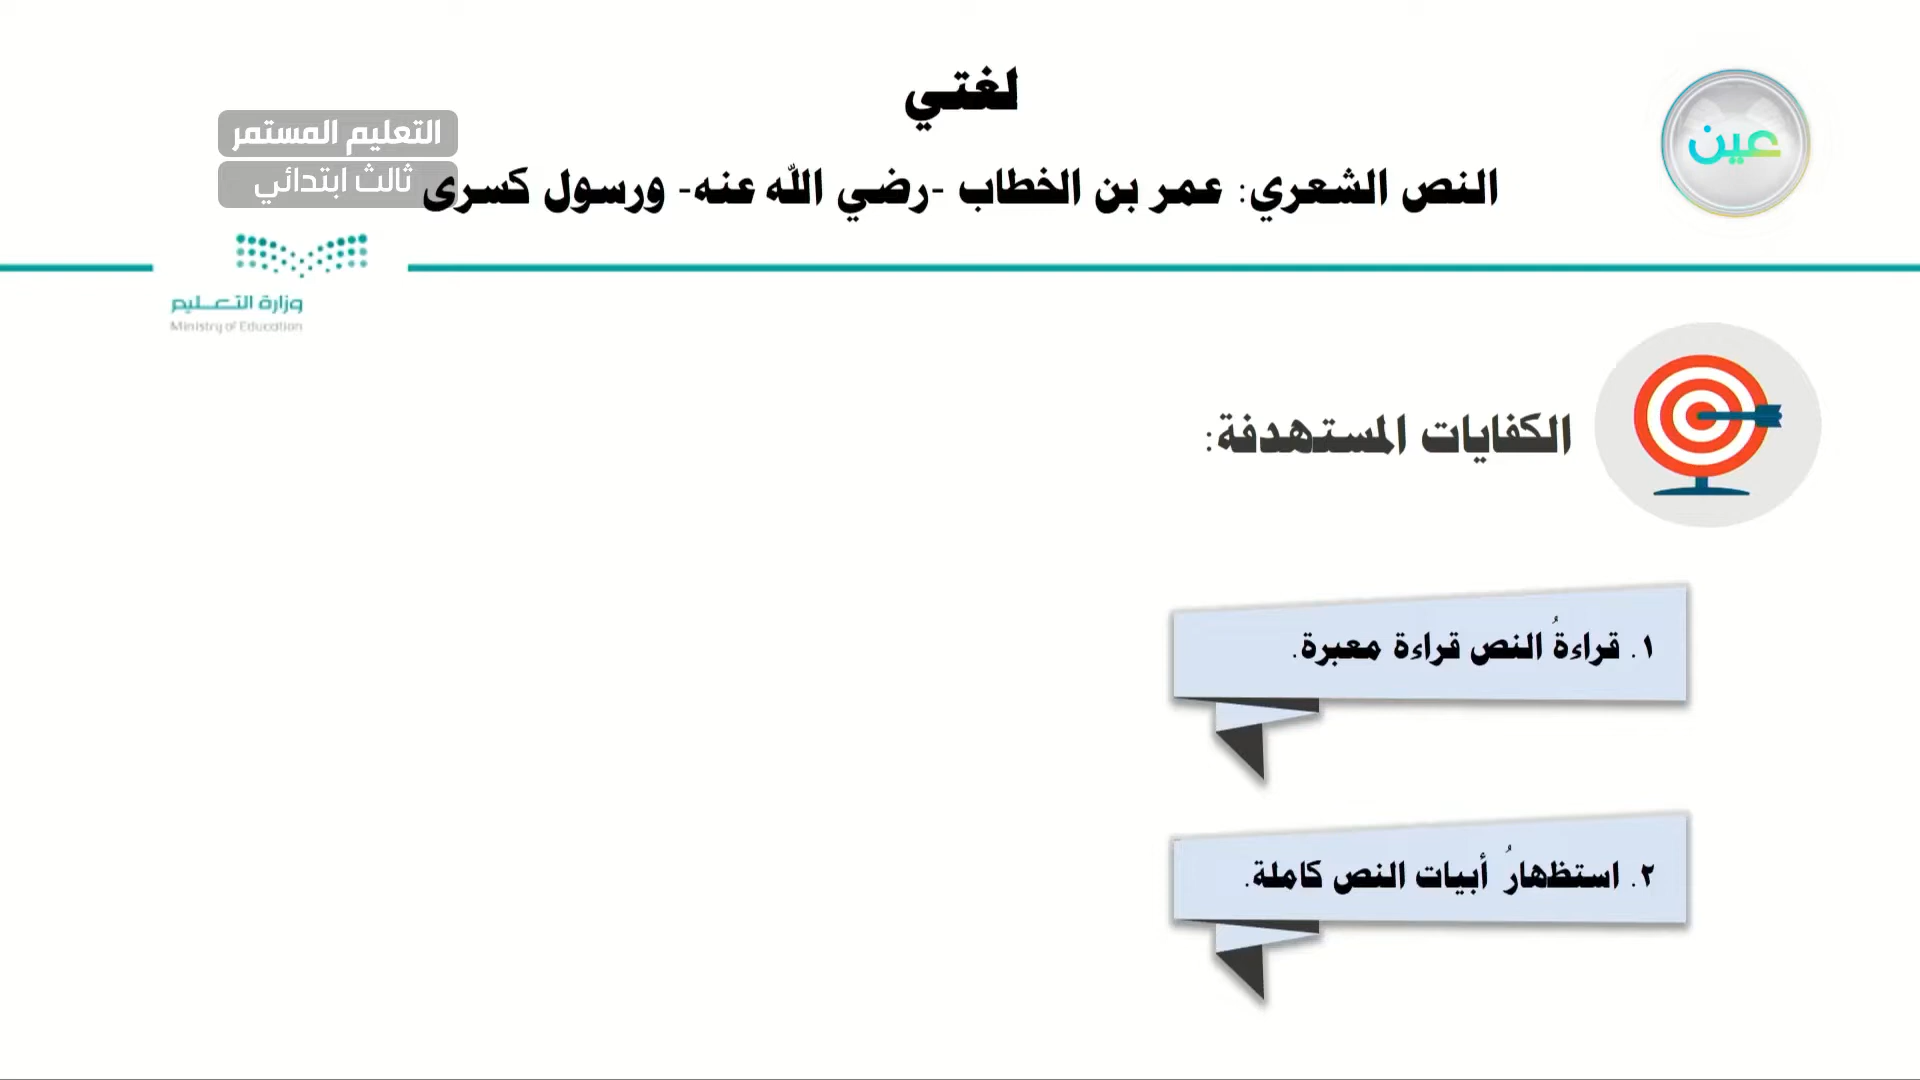 لغتي
عين
التعليم المستمر
ثالث ابتدائي
النص الشعري: عمر بن الخطاب -رضي الله عنه- ورسول كسرى
وزارة التعليم
Ministry of Education
الكفايات المستهدفة:
١. قراءةُ النص قراءة معبرة.
٢. استظهارُ أبيات النص كاملة.